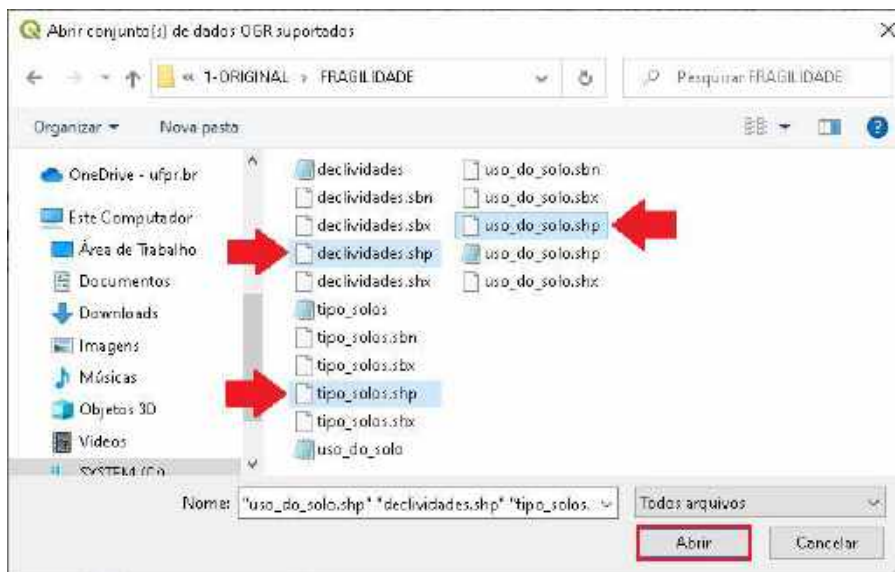 Abrir conjunto(s) de dados OGR suportados
« 1-ORIGINAL › FRAGILIDADE
Pesquisar FRAGILIDADE
Organizar
Nova pasta
OneDrive - ufpr.br
Este Computador
Área de Trabalho
Documentos
Downloads
Imagens
Músicas
Objetos 3D
Vídeos
SYSTEM (C:)
declividades
declividades.sbn
declividades.sbx
declividades.shp
declividades.shx
tipo_solos
tipo_solos.sbn
tipo_solos.sbx
tipo_solos.shp
tipo_solos.shx
uso_do_solo
uso_do_solo.sbn
uso_do_solo.sbx
uso_do_solo.shp
uso_do_solo.shp
uso_do_solo.shx
Nome: "uso_do_solo.shp" "declividades.shp" "tipo_solos.
Todos arquivos
Abrir
Cancelar